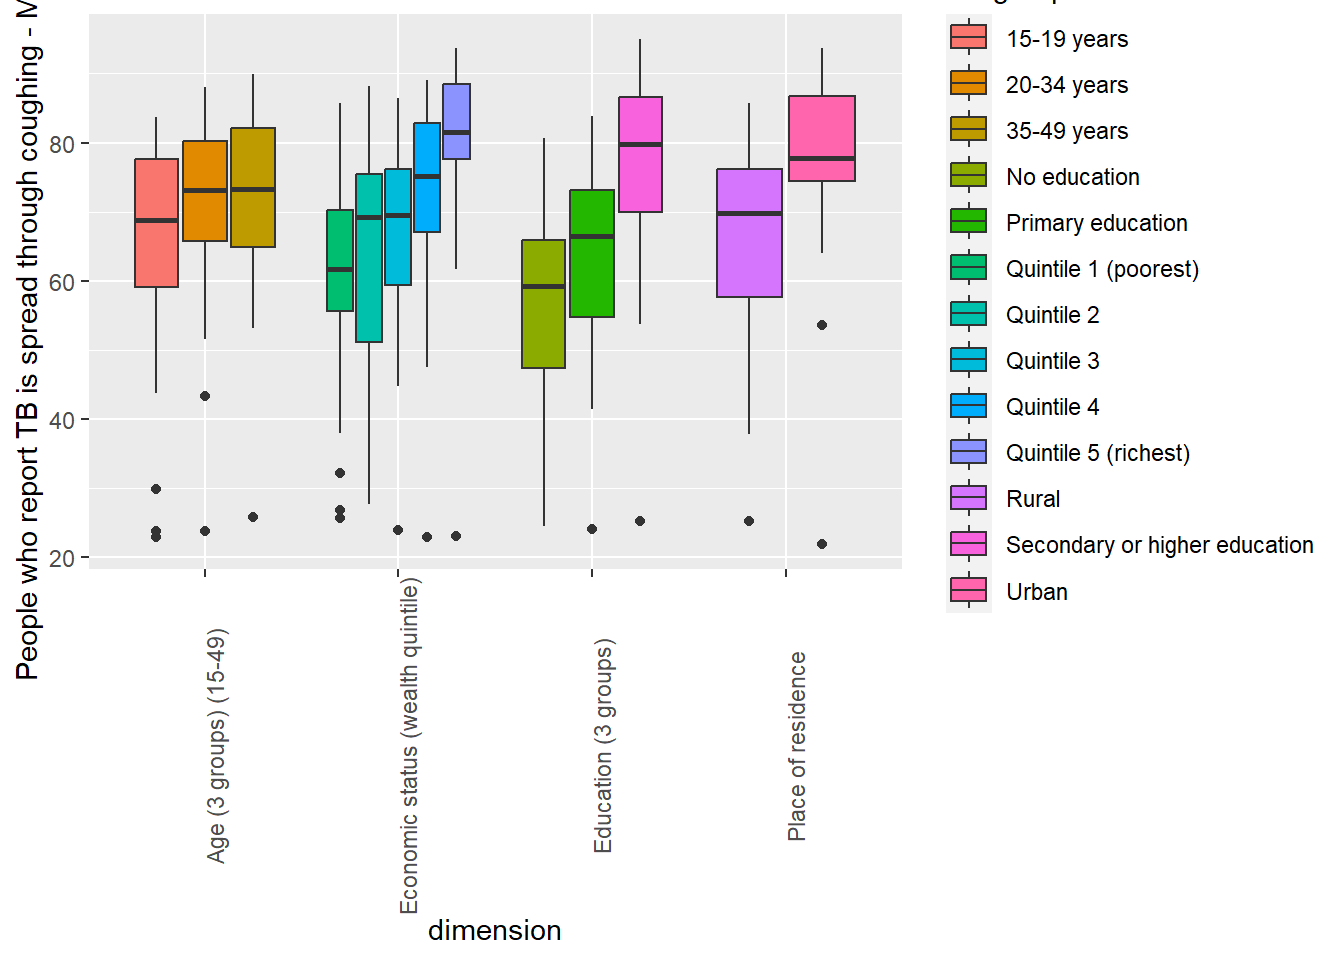 People who report TB is spread through coughing -
80
60
40
20
Age (3 groups) (15-49)
Economic status (wealth quintile)
Education (3 groups)
Place of residence
dimension
15-19 years
20-34 years
35-49 years
No education
Primary education
Quintile 1 (poorest)
Quintile 2
Quintile 3
Quintile 4
Quintile 5 (richest)
Rural
Secondary or higher education
Urban